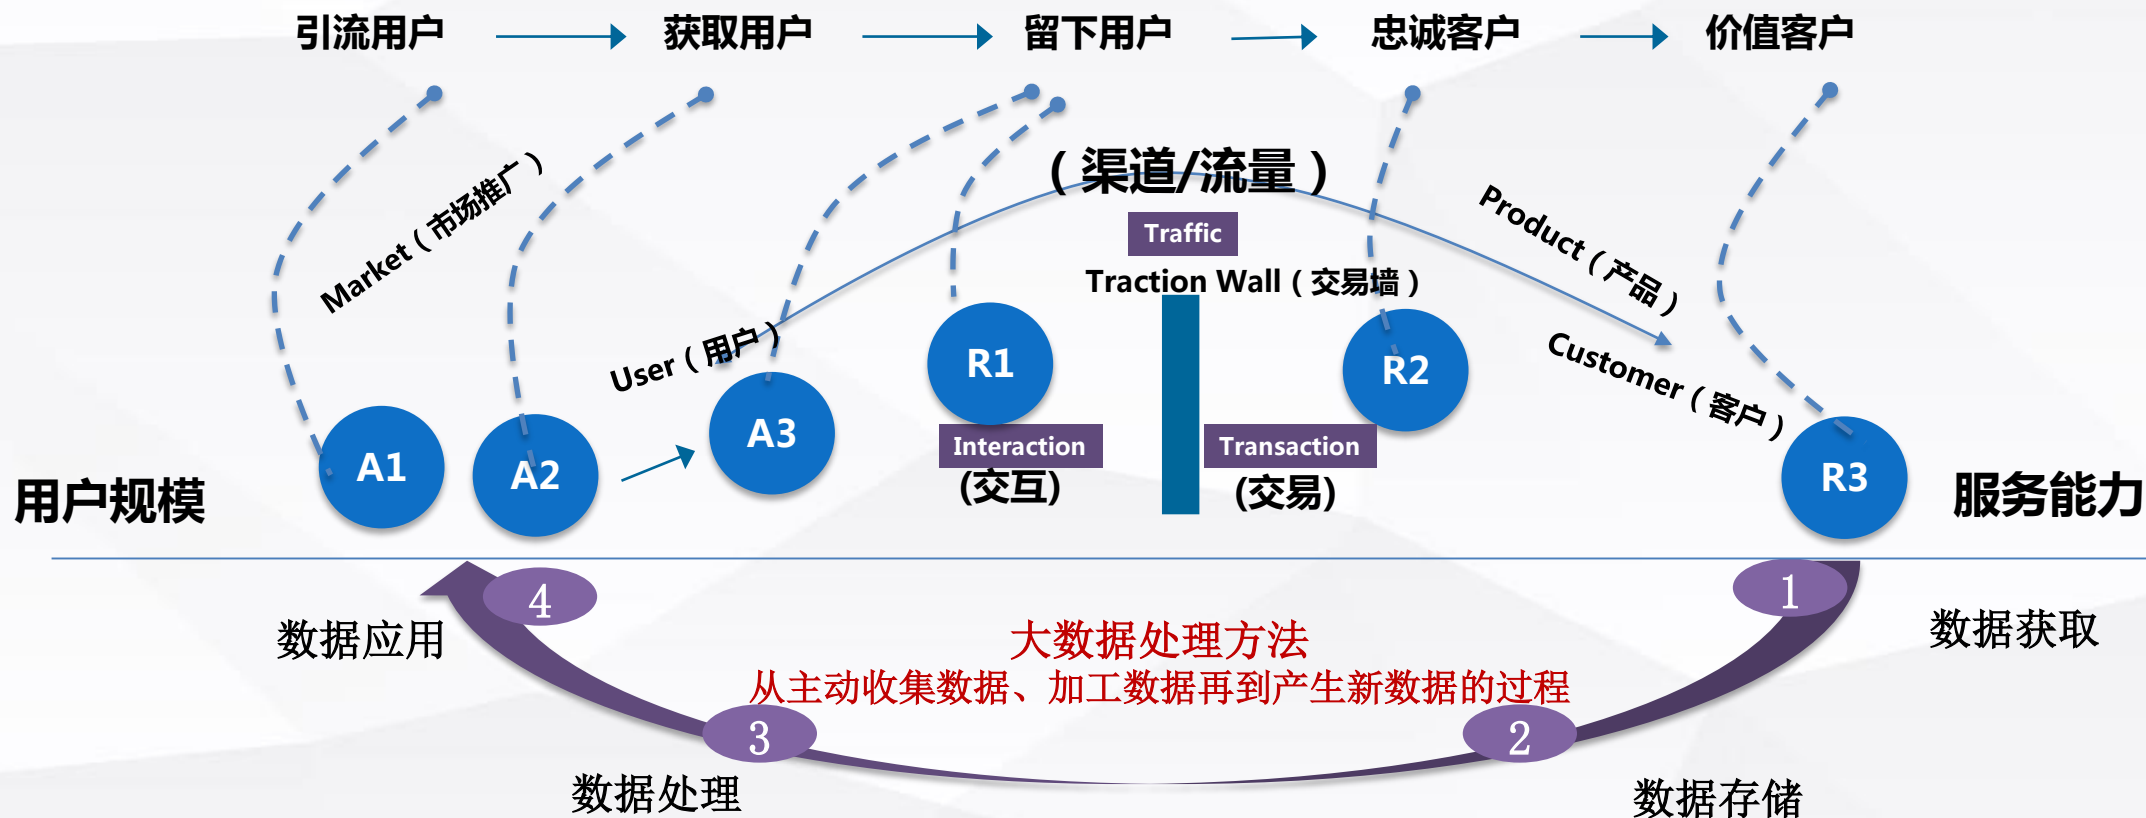 引流用户
获取用户
留下用户
忠诚客户
价值客户
Market（市场推广）
User（用户）
（渠道/流量）
Traffic
Traction Wall（交易墙）
Product（产品）
Customer（客户）
A1
A2
A3
R1
R2
R3
Interaction
(交互)
Transaction
(交易)
用户规模
服务能力
4
1
数据应用
大数据处理方法
数据获取
从主动收集数据、加工数据再到产生新数据的过程
3
2
数据处理
数据存储